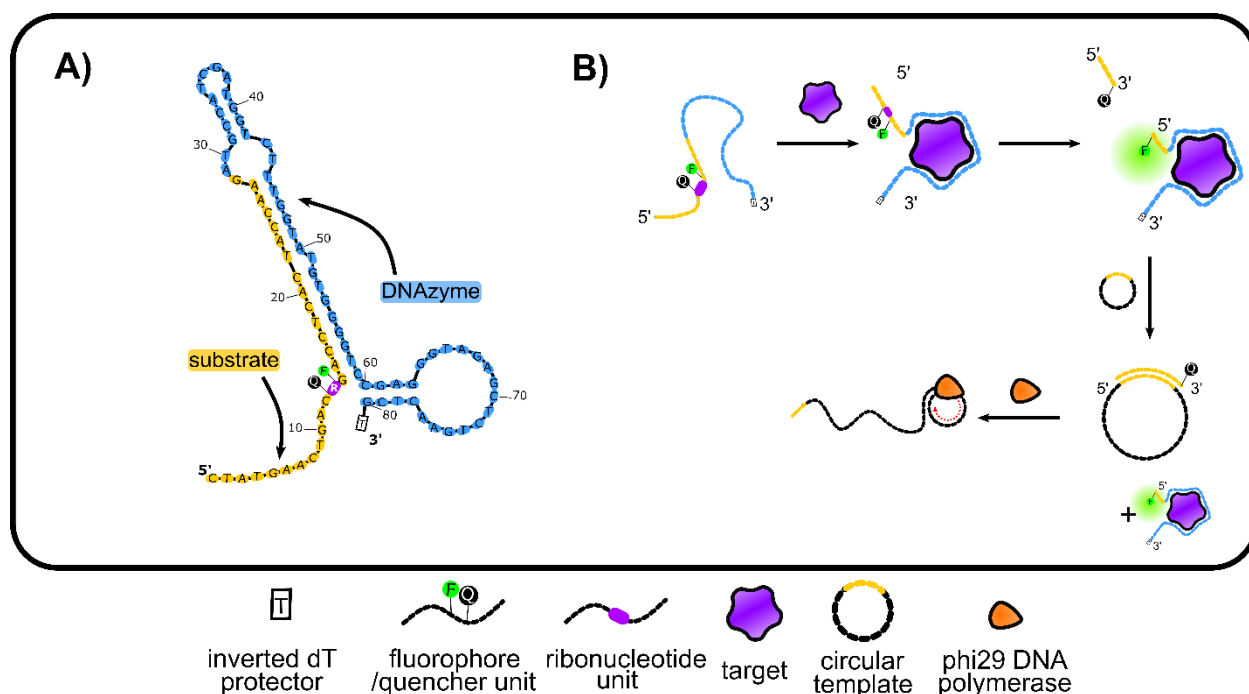 A)
A G
C T
40
30
50
DNAzyme
20
substrate
F
Q
R
60
70
80
10
T
3'
5'
CTATGAACTGAC
B)
5'
Q
F
5'
3'
5'
Q
F
3'
5'
3'
Q
5'
F
3'
5'
3'
Q
+
5'
F
3'
T
F Q
inverted dT
protector
fluorophore
/quencher unit
ribonucleotide
unit
target
circular
template
phi29 DNA
polymerase